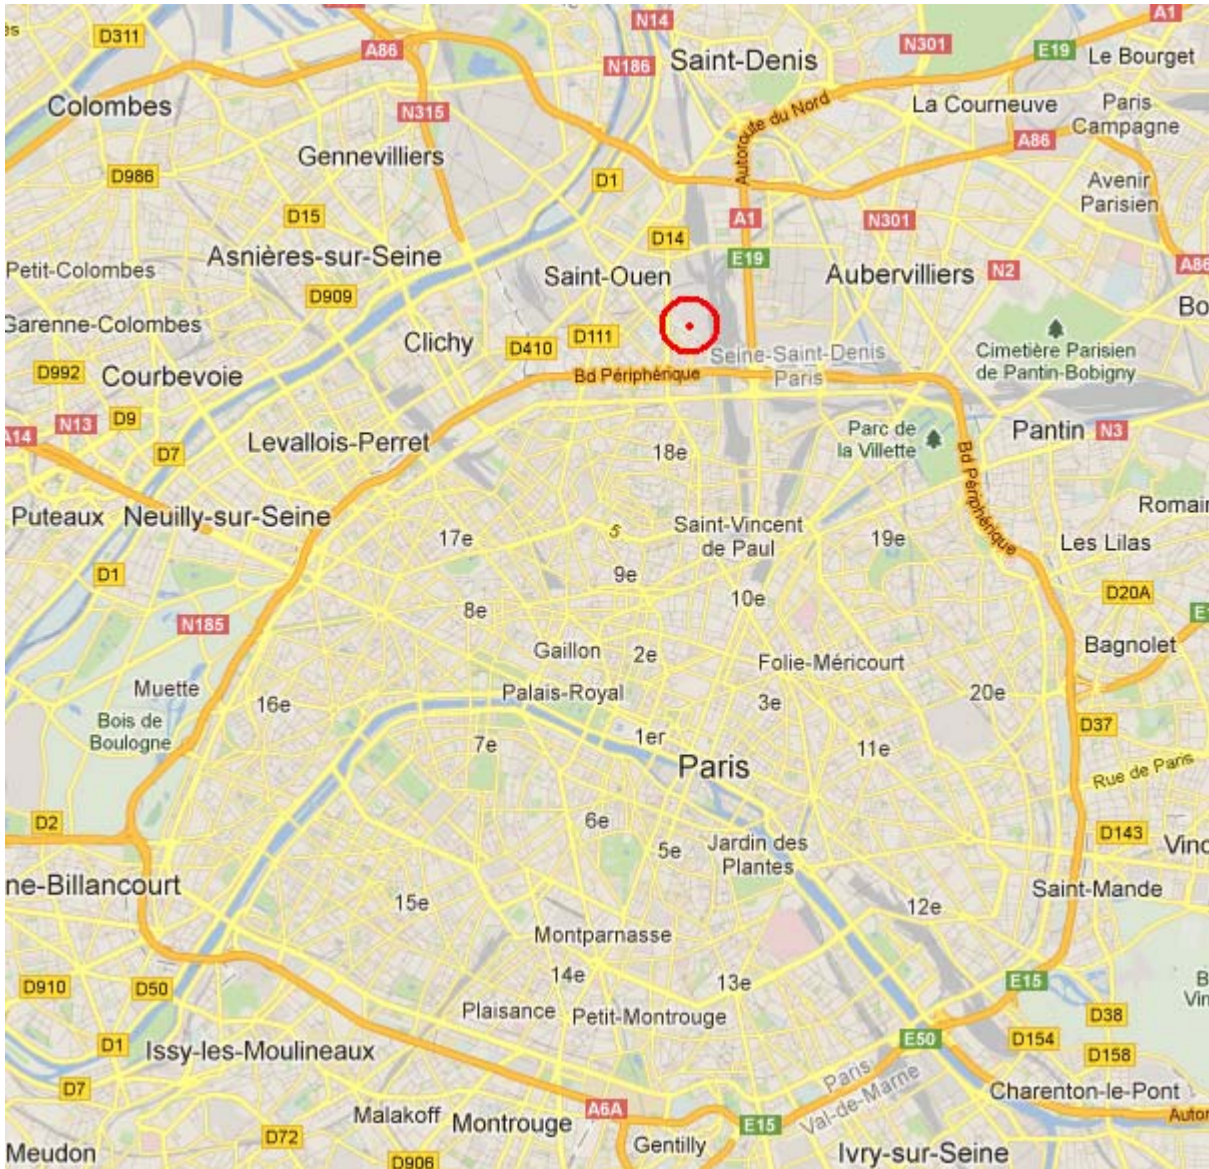 D311
N14
Saint-Denis
N301
A1
E19
Le Bourget
A86
N186
Colombes
N315
Autoroute du Nord
La Courneuve
Paris
Campagne
A86
Gennevilliers
D986
D1
Avenir
Parisien
D15
A1
N301
D14
Asnières-sur-Seine
E19
Petit-Colombes
Saint-Ouen
Aubervilliers
N2
A86
D909
Garenne-Colombes
Clichy
D410
D111
Seine-Saint-Denis
Paris
Cimetière Parisien
de Pantin-Bobigny
D992
Courbevoie
Bd Périphérique
D9
N13
A14
D7
Levallois-Perret
Parc de
la Villette
Pantin
N3
18e
Bd Périphérique
Puteaux
Neuilly-sur-Seine
Saint-Vincent
de Paul
5
17e
19e
Les Lilas
D1
9e
10e
D20A
8e
N185
Gaillon
2e
Folie-Méricourt
Bagnolet
Muette
Palais-Royal
16e
3e
20e
Bois de
Boulogne
7e
1er
11e
D37
Paris
Rue de Paris
D2
6e
D143
5e
Jardin des
Plantes
ne-Billancourt
Saint-Mande
15e
12e
Montparnasse
D910
D50
14e
13e
E15
Plaisance
Petit-Montrouge
D38
D1
Issy-les-Moulineaux
E50
D154
D158
D7
Paris
Val-de-Marne
Charenton-le-Pont
Malakoff
Montrouge
A6A
E15
D72
Gentilly
Meudon
D906
Ivry-sur-Seine